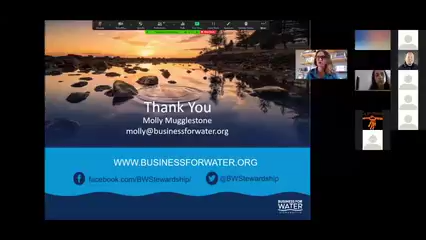 Thank You
Molly Mugglestone
molly@businessforwater.org
WWW.BUSINESSFORWATER.ORG
facebook.com/BWStewardship/
@BWStewardship
BUSINESS FOR
WATER